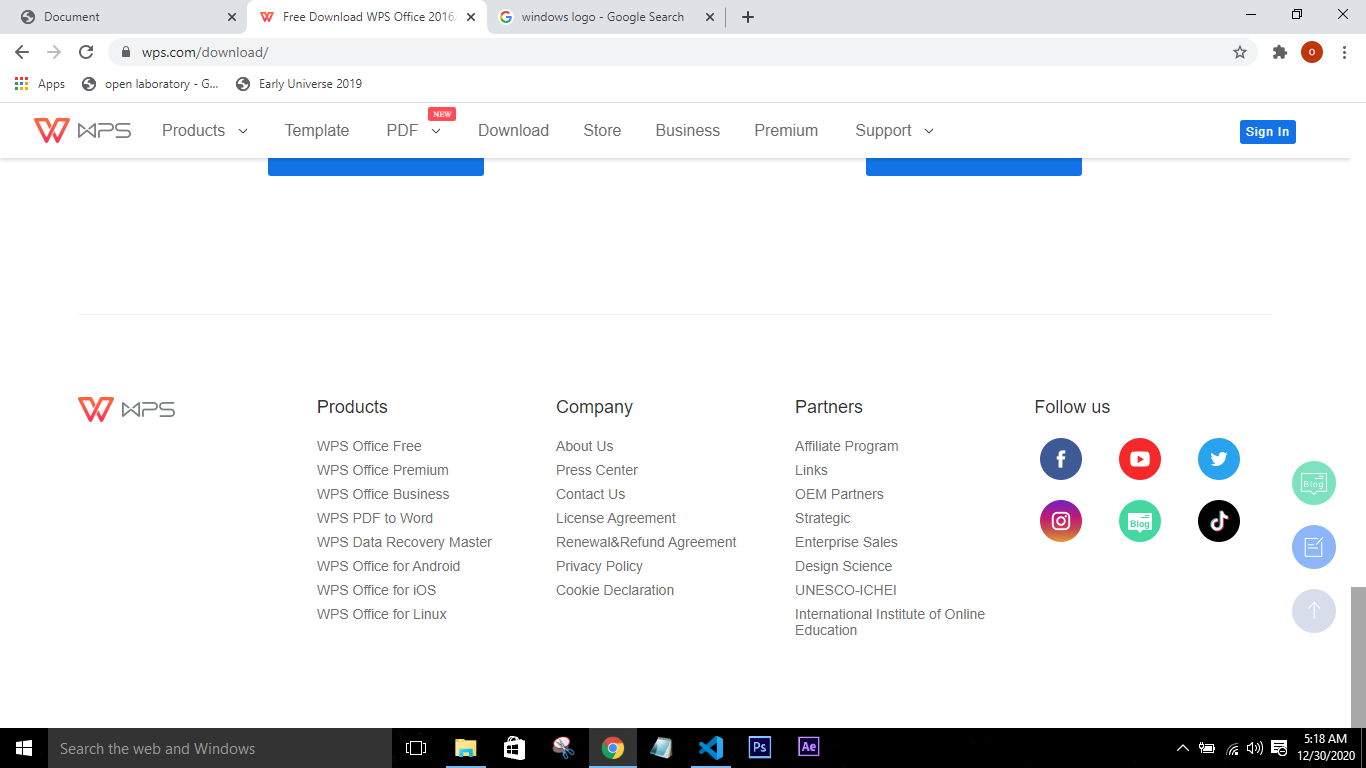 Document
Free Download WPS Office 2016
windows logo - Google Search
wps.com/download/
o
Apps
open laboratory - G...
Early Universe 2019
WPS
Products
Template
PDF
NEW
Download
Store
Business
Premium
Support
Sign In
WPS
Products
WPS Office Free
WPS Office Premium
WPS Office Business
WPS PDF to Word
WPS Data Recovery Master
WPS Office for Android
WPS Office for iOS
WPS Office for Linux
Company
About Us
Press Center
Contact Us
License Agreement
Renewal&Refund Agreement
Privacy Policy
Cookie Declaration
Partners
Affiliate Program
Links
OEM Partners
Strategic
Enterprise Sales
Design Science
UNESCO-ICHEI
International Institute of Online
Education
Follow us
Blog
Blog
Search the web and Windows
Ps
Ae
5:18 AM
12/30/2020